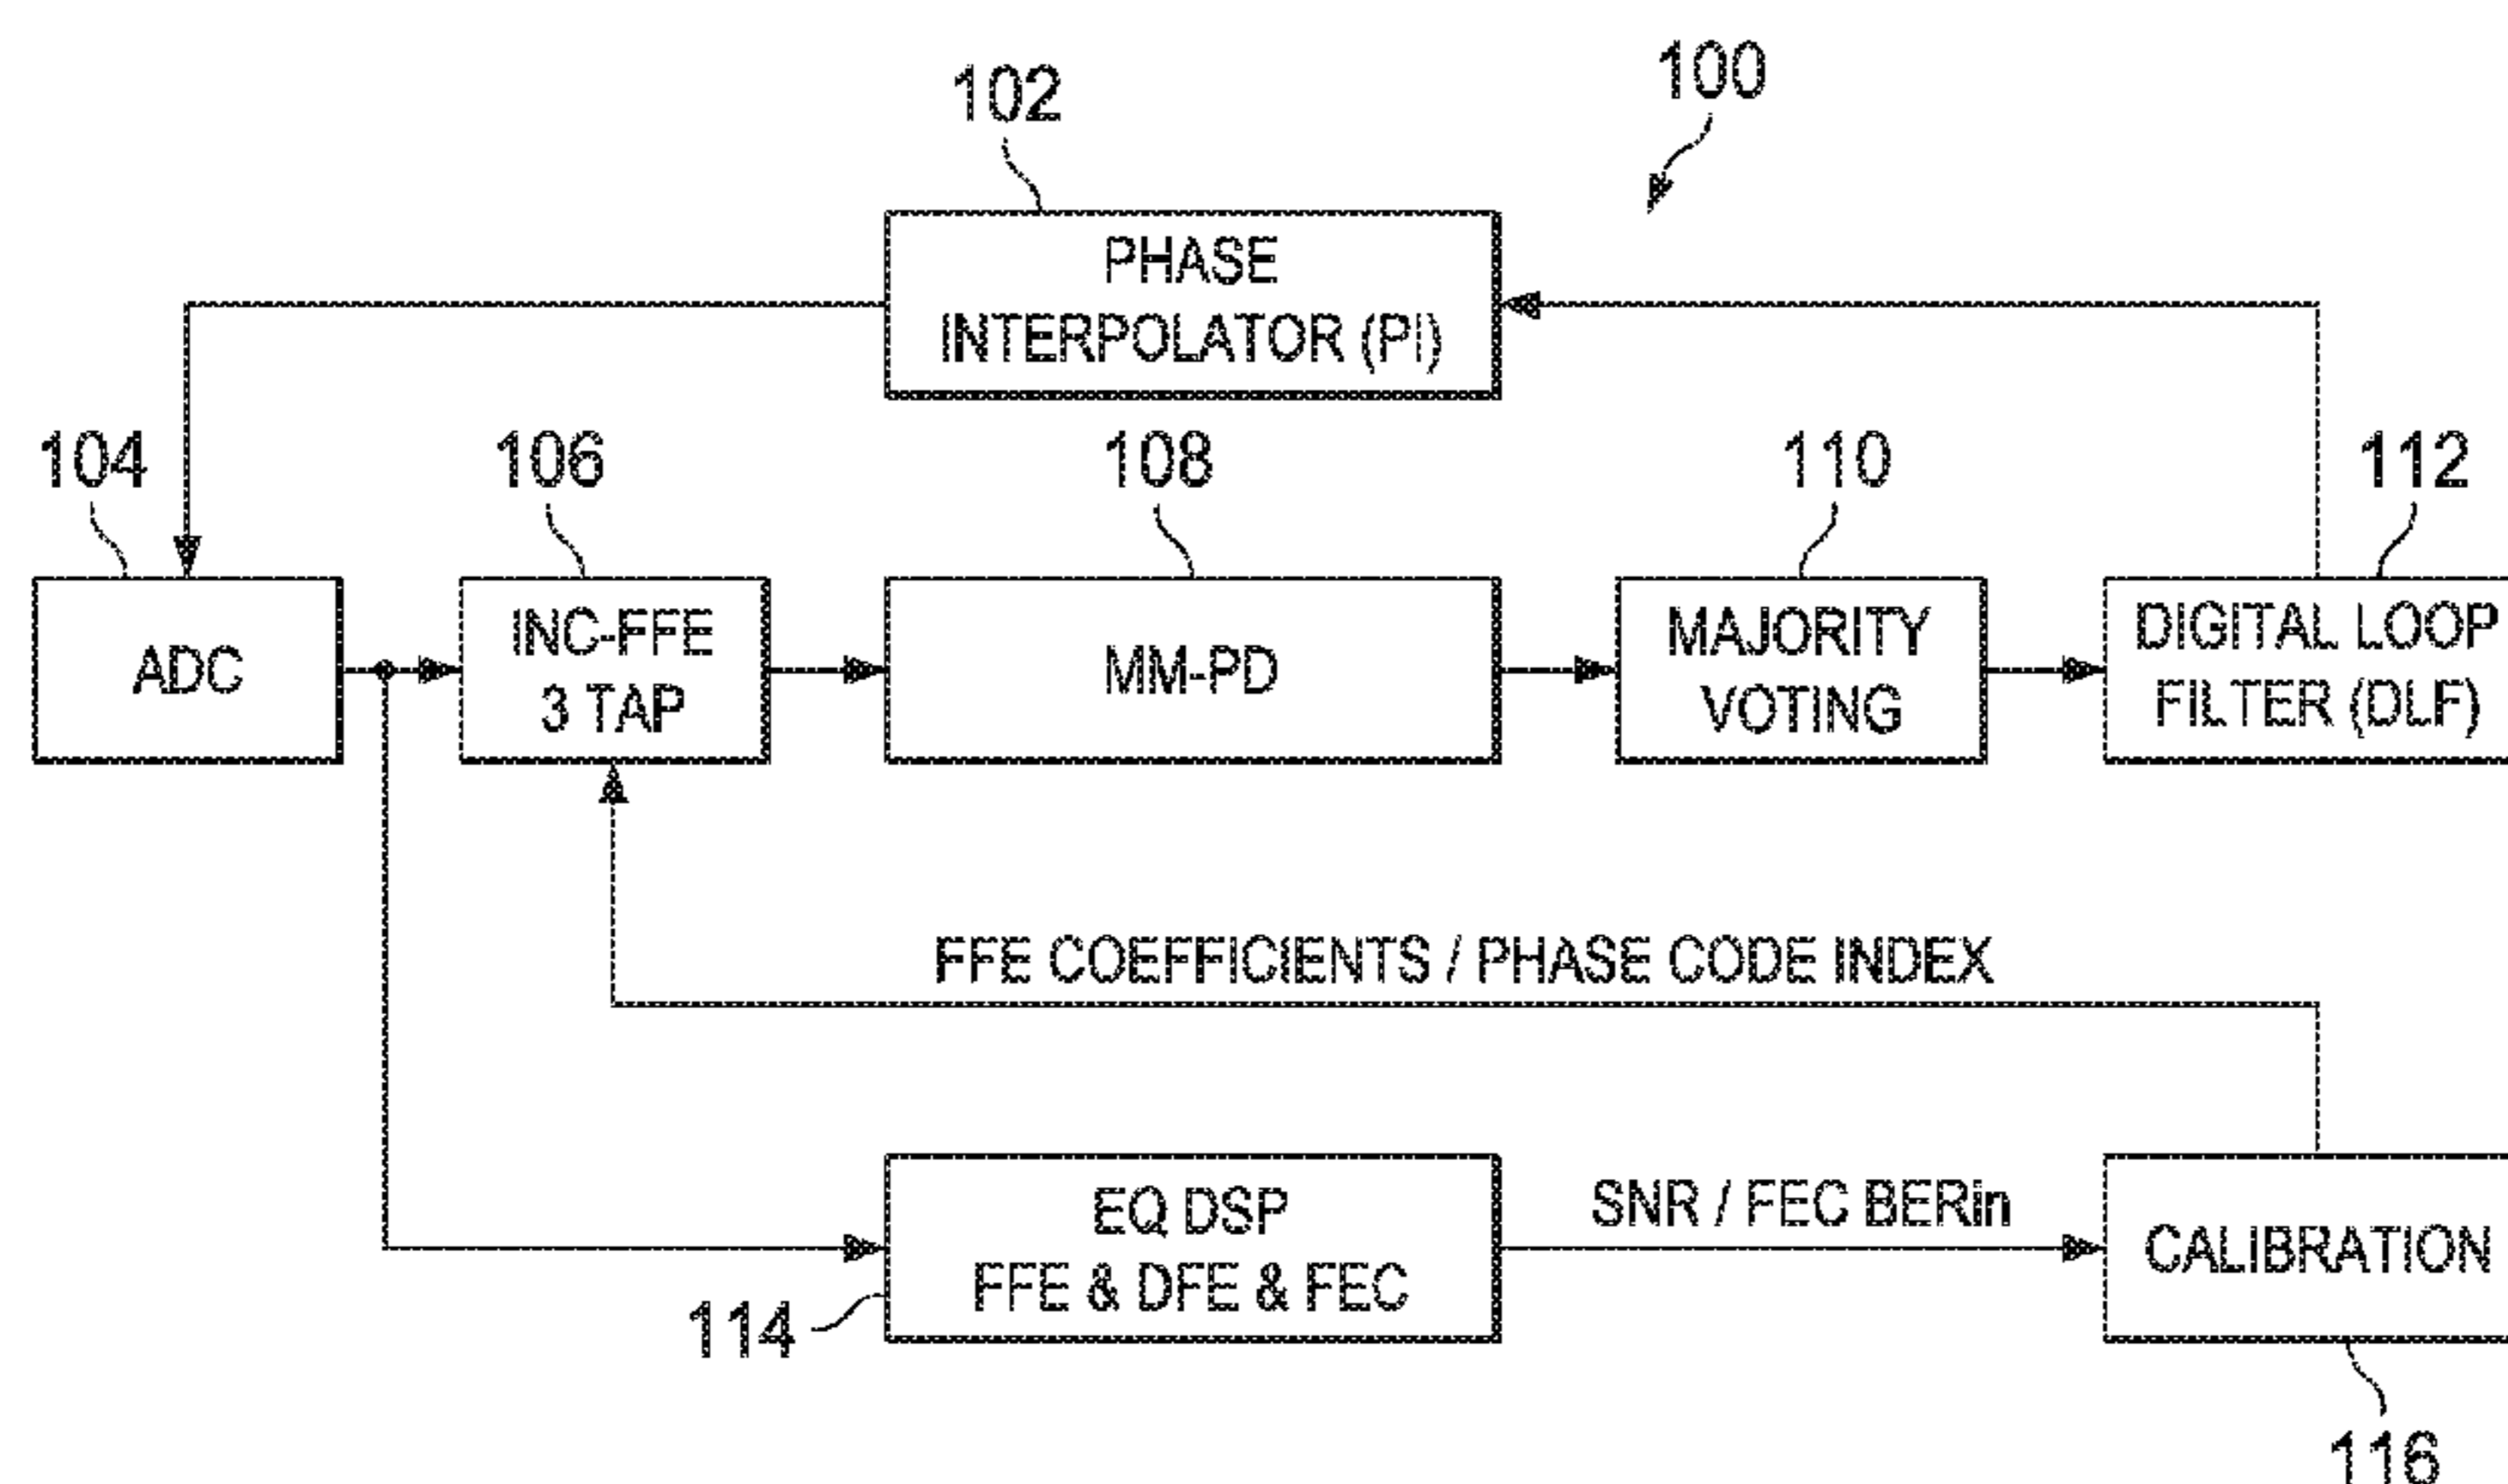 100
102
PHASE
INTERPOLATOR (PI)
104
106
108
110
112
ADC
INC-FFE
3 TAP
MM-PD
MAJORITY
VOTING
DIGITAL LOOP
FILTER (DLF)
FFE COEFFICIENTS / PHASE CODE INDEX
EQ DSP
FFE & DFE & FEC
114
SNR / FEC BERin
CALIBRATION
116